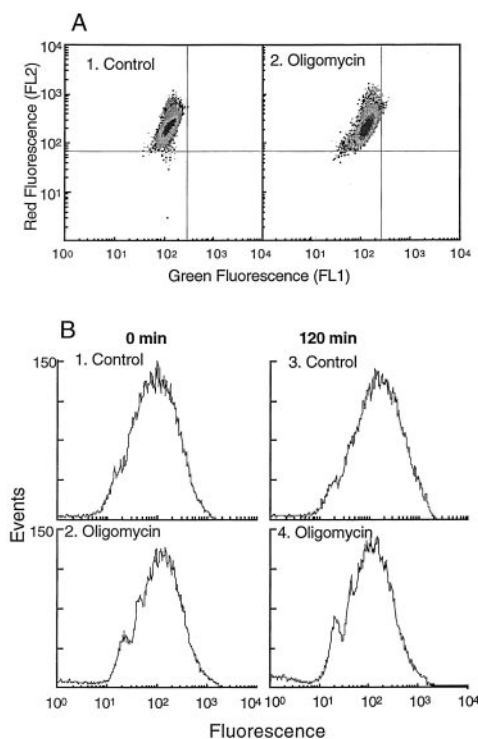 A
1. Control
2. Oligomycin
Red Fluorescence (FL2)
10⁴
10³
10²
10¹
10⁰ 10¹ 10² 10³ 10⁴ 10⁰ 10¹ 10² 10³ 10⁴
Green Fluorescence (FL1)
B
0 min
120 min
1. Control
3. Control
150
150
Events
2. Oligomycin
4. Oligomycin
150
150
10⁰ 10¹ 10² 10³ 10⁴ 10⁰ 10¹ 10² 10³ 10⁴
Fluorescence